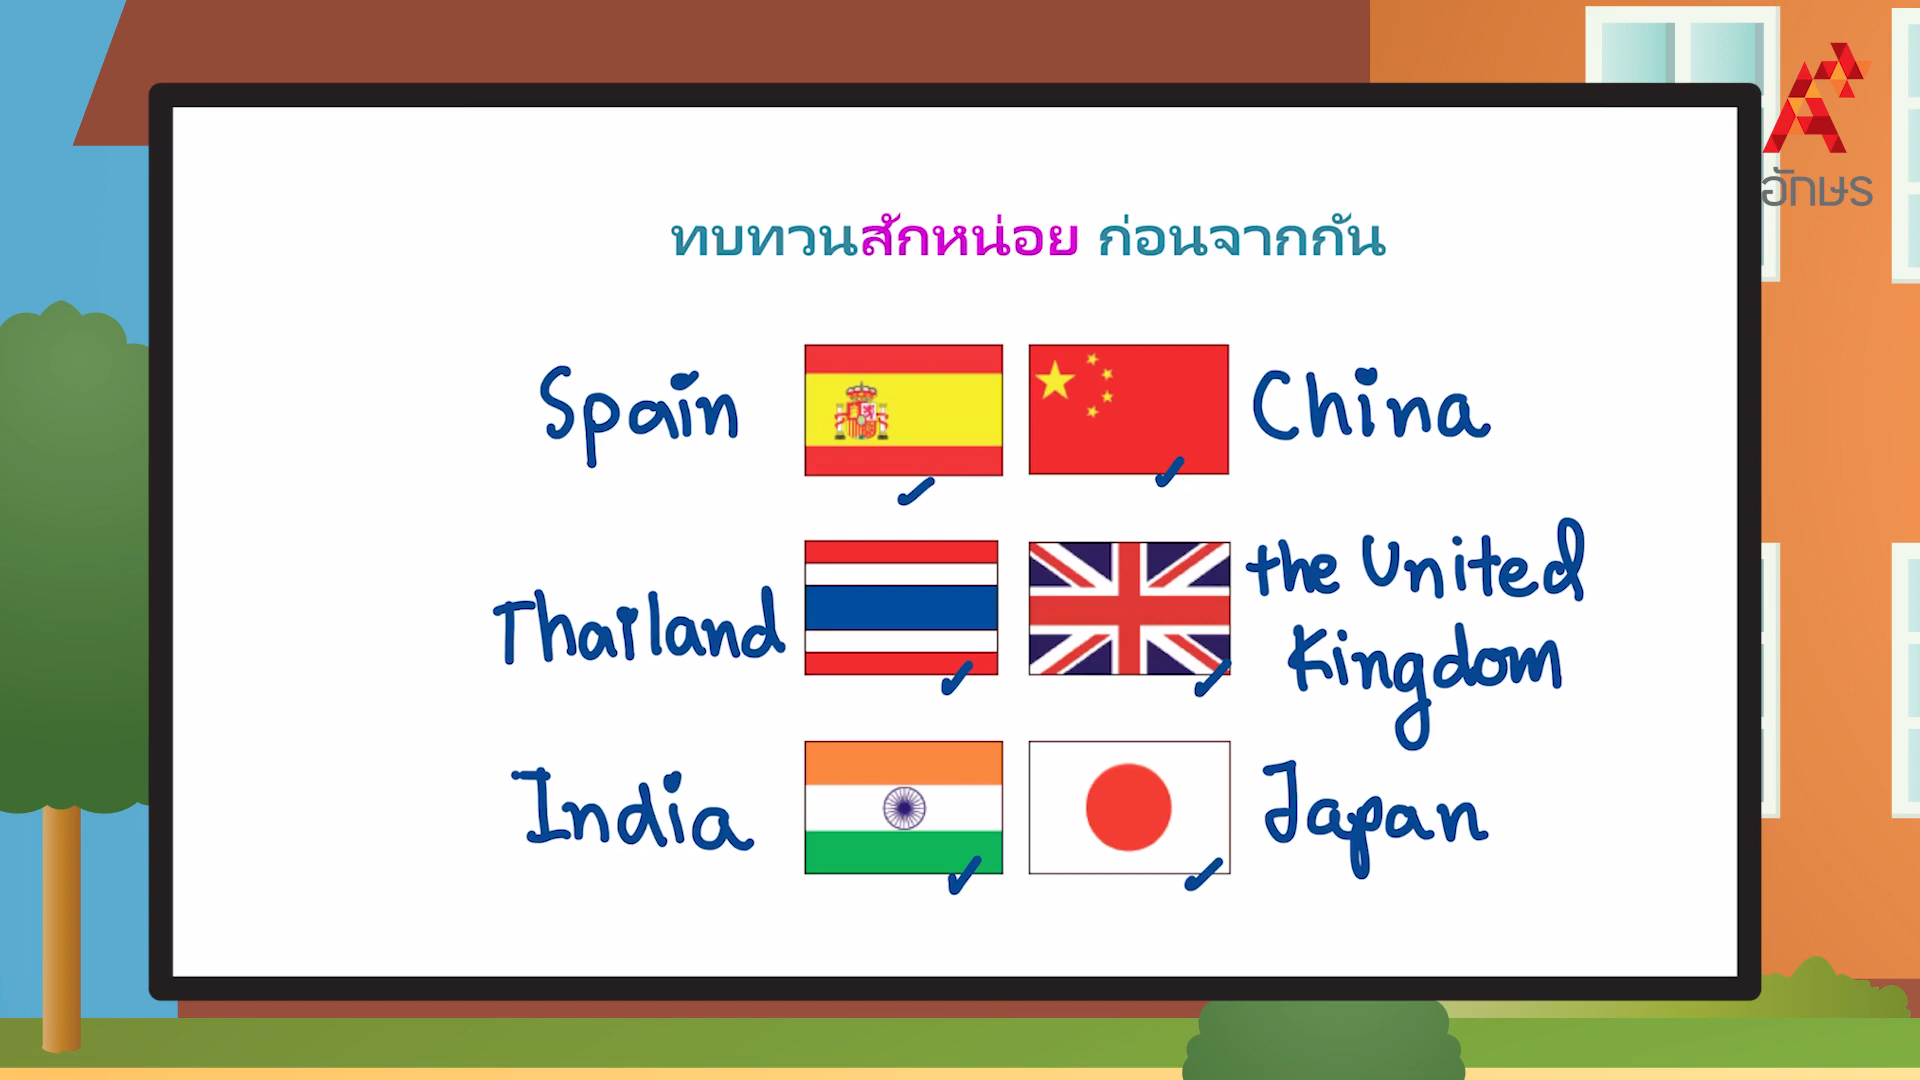 อักษร
ทบทวนสักหน่อย ก่อนจากกัน
Spain
China
Thailand
the United
Kingdom
India
Japan